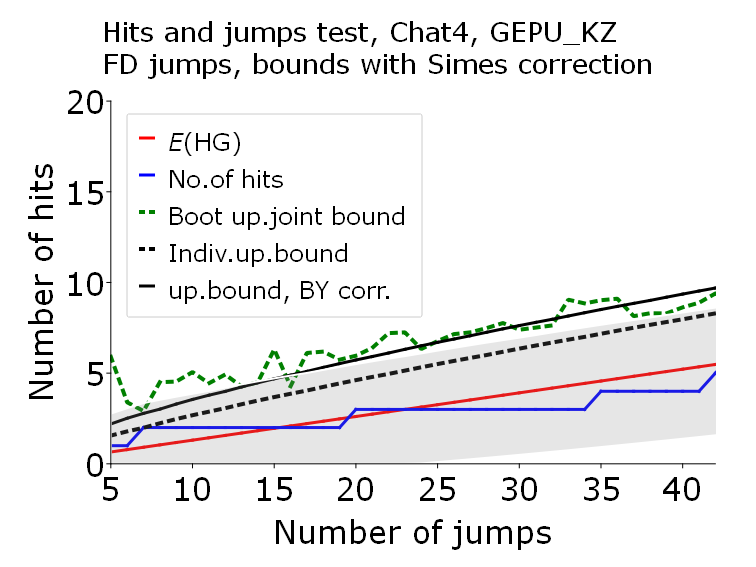 Hits and jumps test, Chat4, GEPU_KZ
FD jumps, bounds with Simes correction
Number of hits
20
15
10
5
0
E(HG)
No.of hits
Boot up.joint bound
Indiv.up.bound
up.bound, BY corr.
5 10 15 20 25 30 35 40
Number of jumps